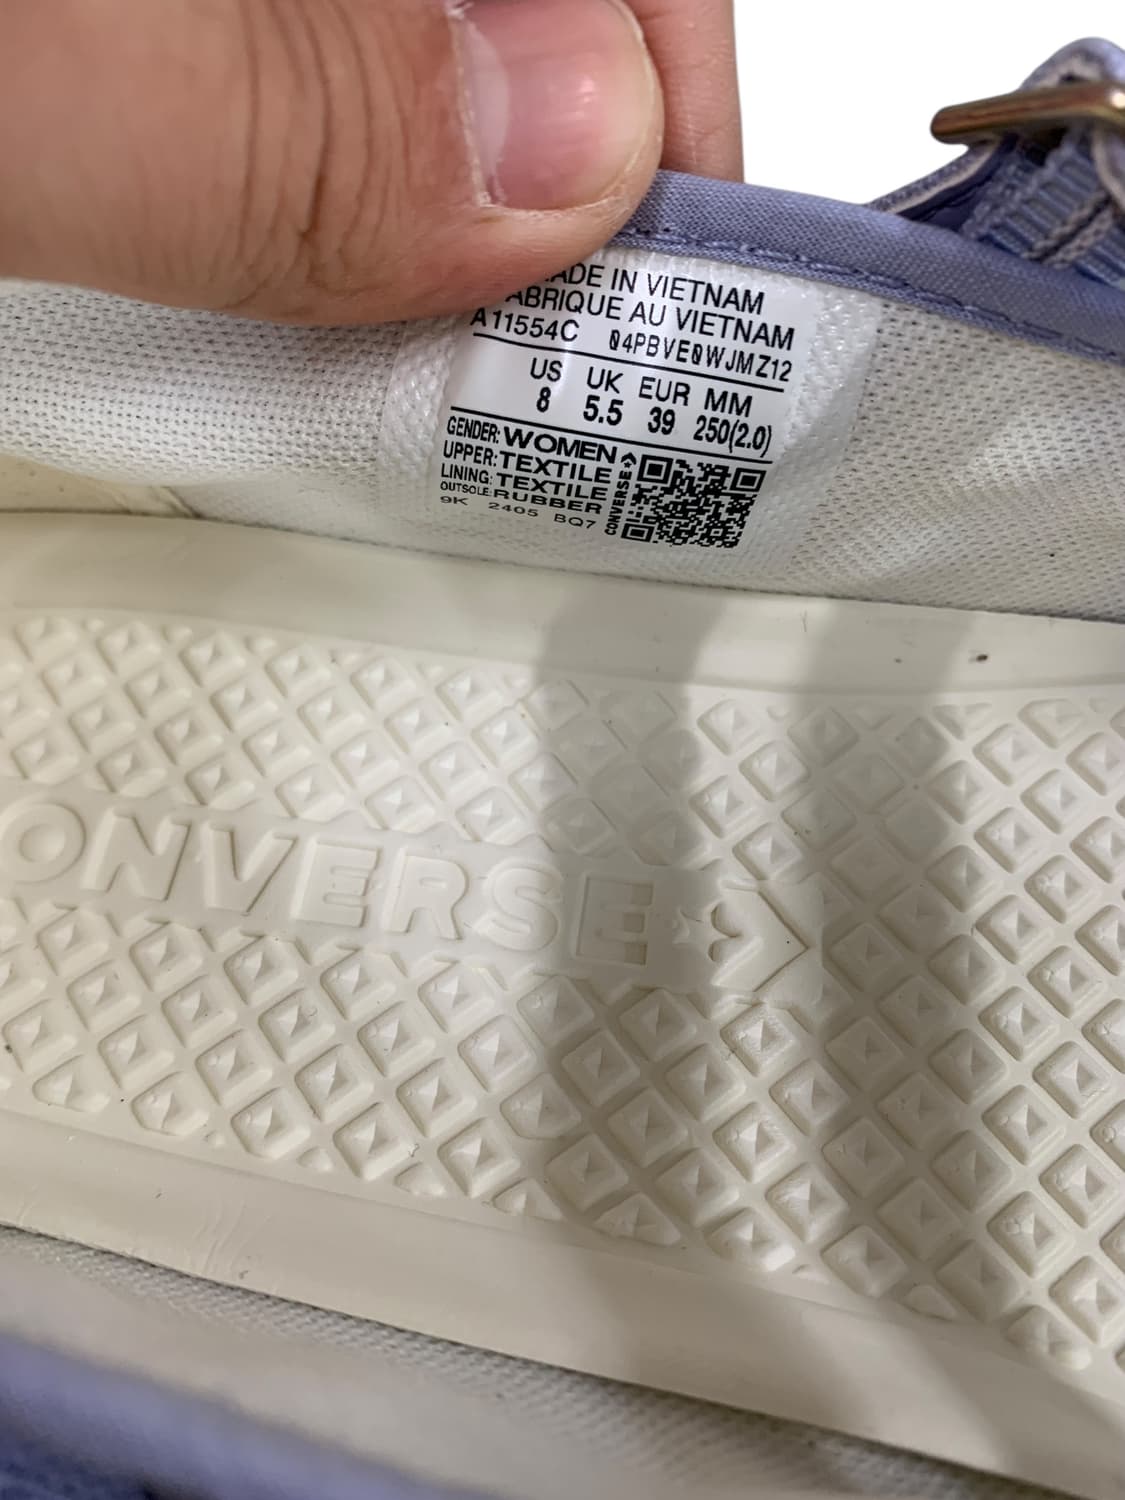 ADE IN VIETNAM
ABRIQUE AU VIETNAM
A11554C 04PBVE0WJMZ12
US UK EUR MM
8 5.5 39 250(2.0)
GENDER: WOMEN
UPPER: TEXTILE
LINING: TEXTILE
OUTSOLE: RUBBER
9K 2405 BQ7
CONVERSE
ONVERSE